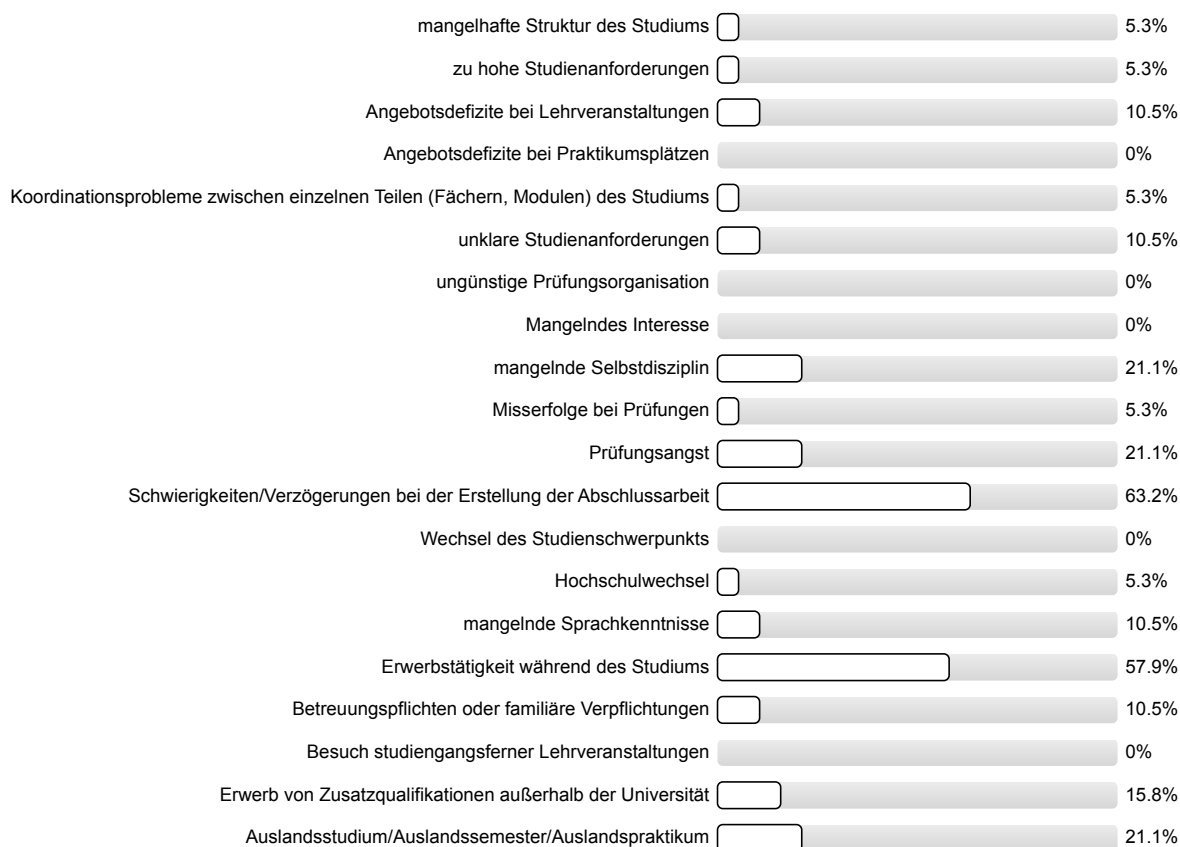 mangelhafte Struktur des Studiums 5.3%
zu hohe Studienanforderungen 5.3%
Angebotsdefizite bei Lehrveranstaltungen 10.5%
Angebotsdefizite bei Praktikumsplätzen 0%
Koordinationsprobleme zwischen einzelnen Teilen (Fächern, Modulen) des Studiums 5.3%
unklare Studienanforderungen 10.5%
ungünstige Prüfungsorganisation 0%
Mangelndes Interesse 0%
mangelnde Selbstdisziplin 21.1%
Misserfolge bei Prüfungen 5.3%
Prüfungsangst 21.1%
Schwierigkeiten/Verzögerungen bei der Erstellung der Abschlussarbeit 63.2%
Wechsel des Studienschwerpunkts 0%
Hochschulwechsel 5.3%
mangelnde Sprachkenntnisse 10.5%
Erwerbstätigkeit während des Studiums 57.9%
Betreuungspflichten oder familiäre Verpflichtungen 10.5%
Besuch studiengangsferner Lehrveranstaltungen 0%
Erwerb von Zusatzqualifikationen außerhalb der Universität 15.8%
Auslandsstudium/Auslandssemester/Auslandspraktikum 21.1%